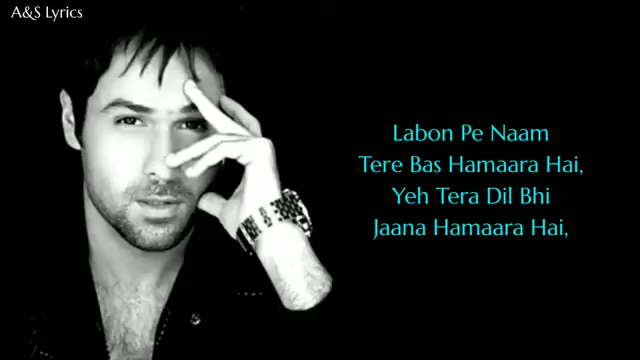 A&S Lyrics
Labon Pe Naam
Tere Bas Hamaara Hai,
Yeh Tera Dil Bhi
Jaana Hamaara Hai,